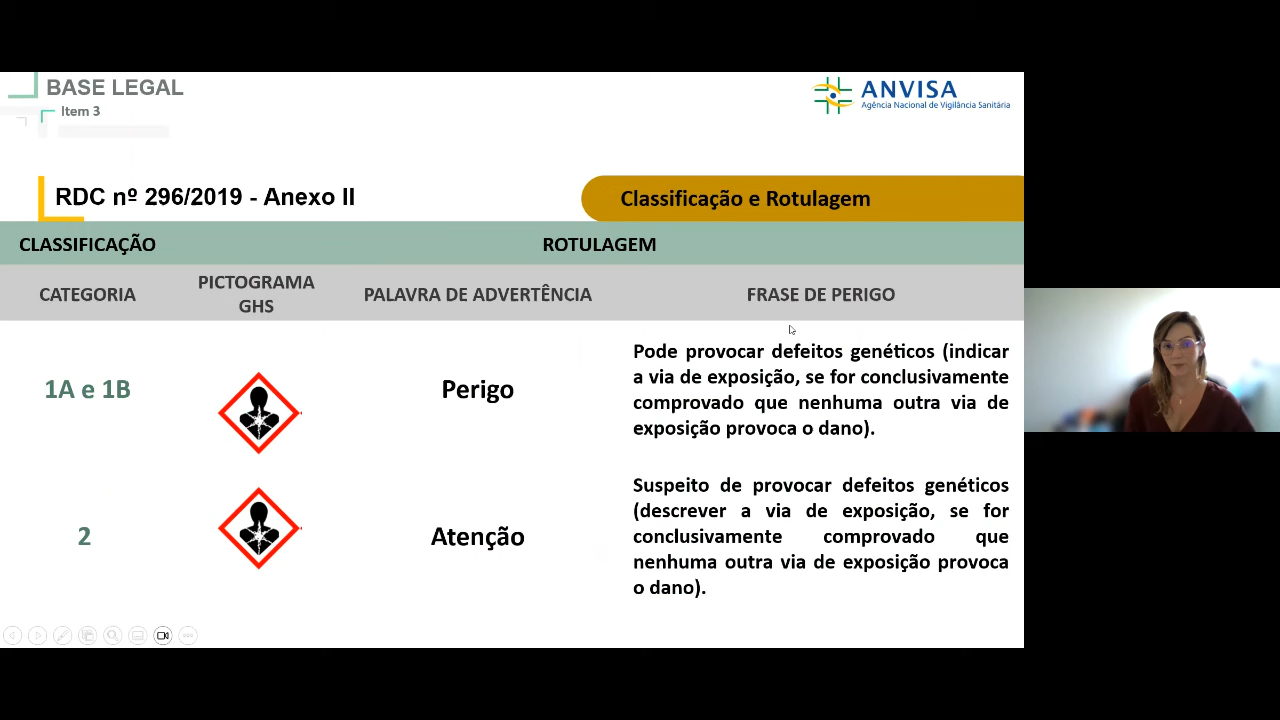 BASE LEGAL
Item 3
ANVISA
Agência Nacional de Vigilância Sanitária
RDC nº 296/2019 - Anexo II
Classificação e Rotulagem
CLASSIFICAÇÃO
ROTULAGEM
CATEGORIA
PICTOGRAMA
GHS
PALAVRA DE ADVERTÊNCIA
FRASE DE PERIGO
1A e 1B
Perigo
Pode provocar defeitos genéticos (indicar
a via de exposição, se for conclusivamente
comprovado que nenhuma outra via de
exposição provoca o dano).
2
Atenção
Suspeito de provocar defeitos genéticos
(descrever a via de exposição, se for
conclusivamente comprovado que
nenhuma outra via de exposição provoca
o dano).